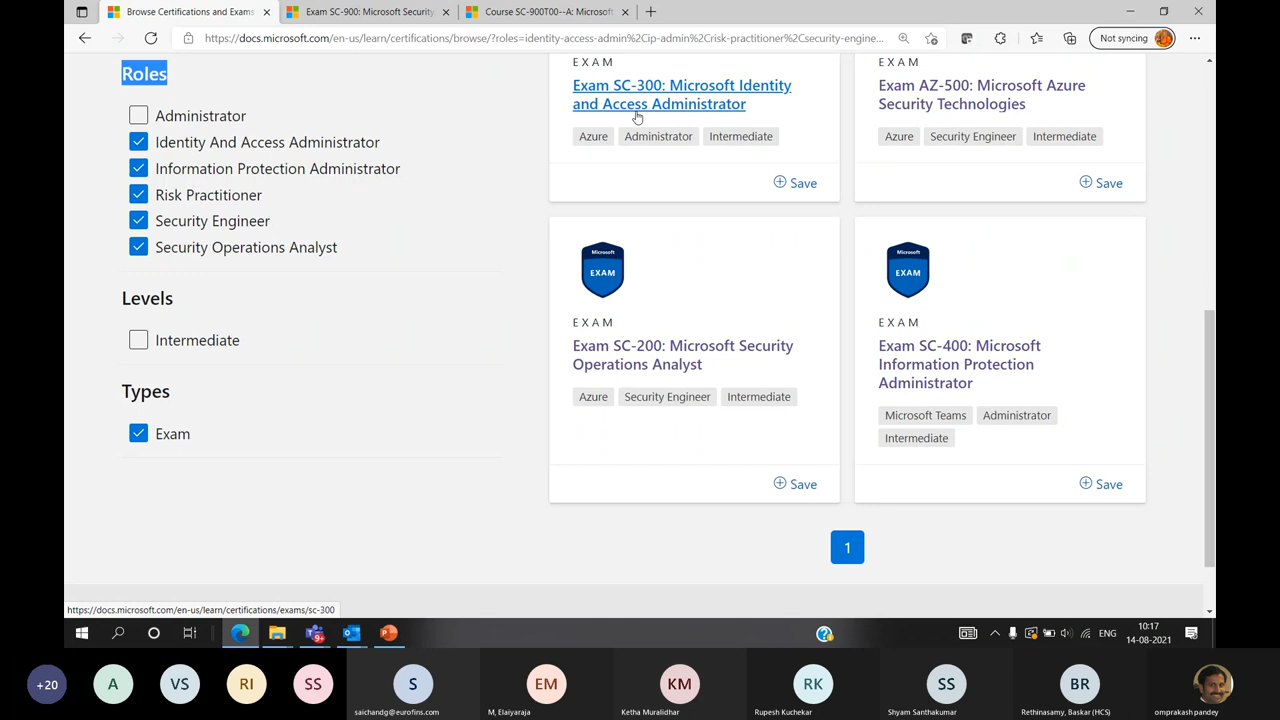 Browse Certifications and Exams
Exam SC-900: Microsoft Security
Course SC-900T00--A: Microsof
https://docs.microsoft.com/en-us/learn/certifications/browse/?roles=identity-access-admin%2Cip-admin%2Crisk-practitioner%2Csecurity-engine...
Not syncing
Roles
Administrator
Identity And Access Administrator
Information Protection Administrator
Risk Practitioner
Security Engineer
Security Operations Analyst
Levels
Intermediate
Types
Exam
EXAM
Exam SC-300: Microsoft Identity
and Access Administrator
Azure Administrator Intermediate
Save
EXAM
Exam AZ-500: Microsoft Azure
Security Technologies
Azure Security Engineer Intermediate
Save
Microsoft
EXAM
EXAM
Exam SC-200: Microsoft Security
Operations Analyst
Azure Security Engineer Intermediate
Save
Microsoft
EXAM
EXAM
Exam SC-400: Microsoft
Information Protection
Administrator
Microsoft Teams Administrator
Intermediate
Save
1
https://docs.microsoft.com/en-us/learn/certifications/exams/sc-300
ENG
10:17
14-08-2021
+20
A
VS
RI
SS
S
EM
KM
RK
SS
BR
saichandg@eurofins.com
M, Elaiyaraja
Ketha Muralidhar
Rupesh Kuchekar
Shyam Santhakumar
Rethinasamy, Baskar (HCS)
omprakash pandey